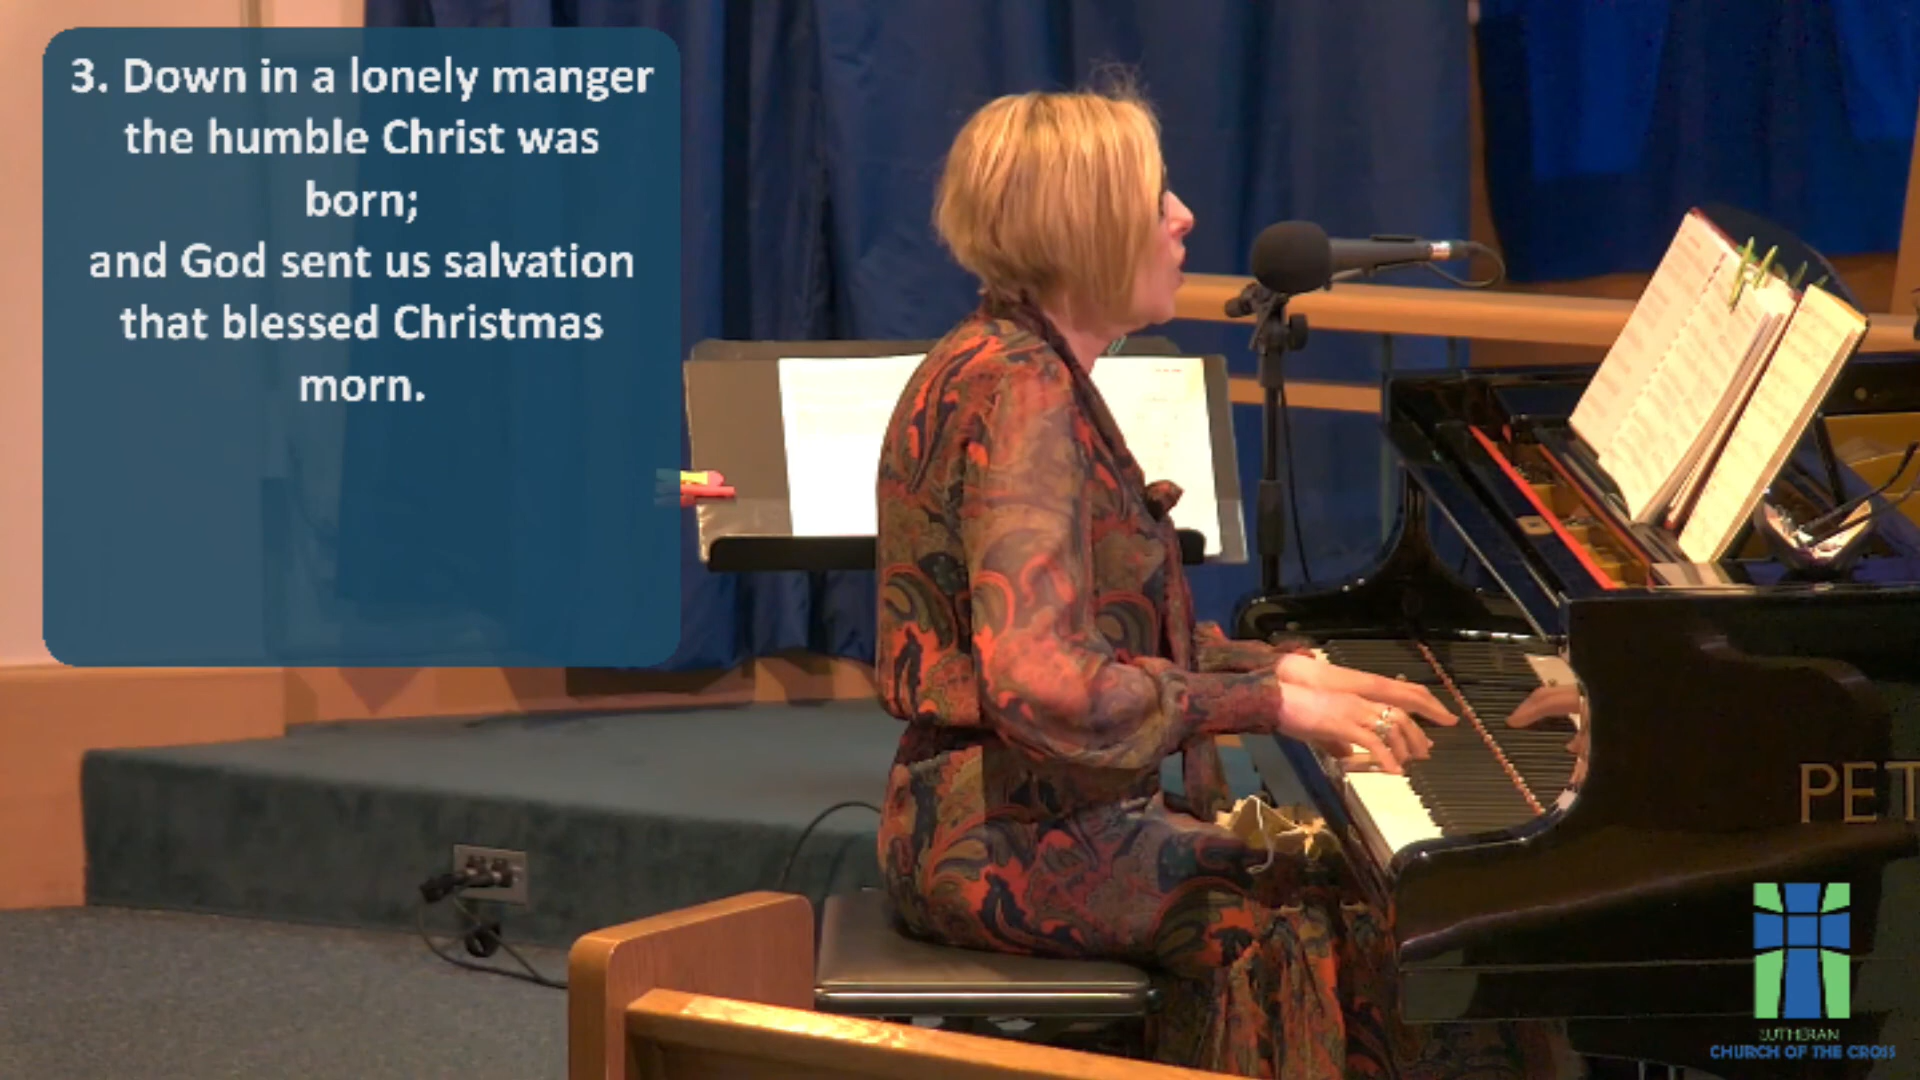 3. Down in a lonely manger
the humble Christ was
born;
and God sent us salvation
that blessed Christmas
morn.
PET
LUTHERAN
CHURCH OF THE CROSS